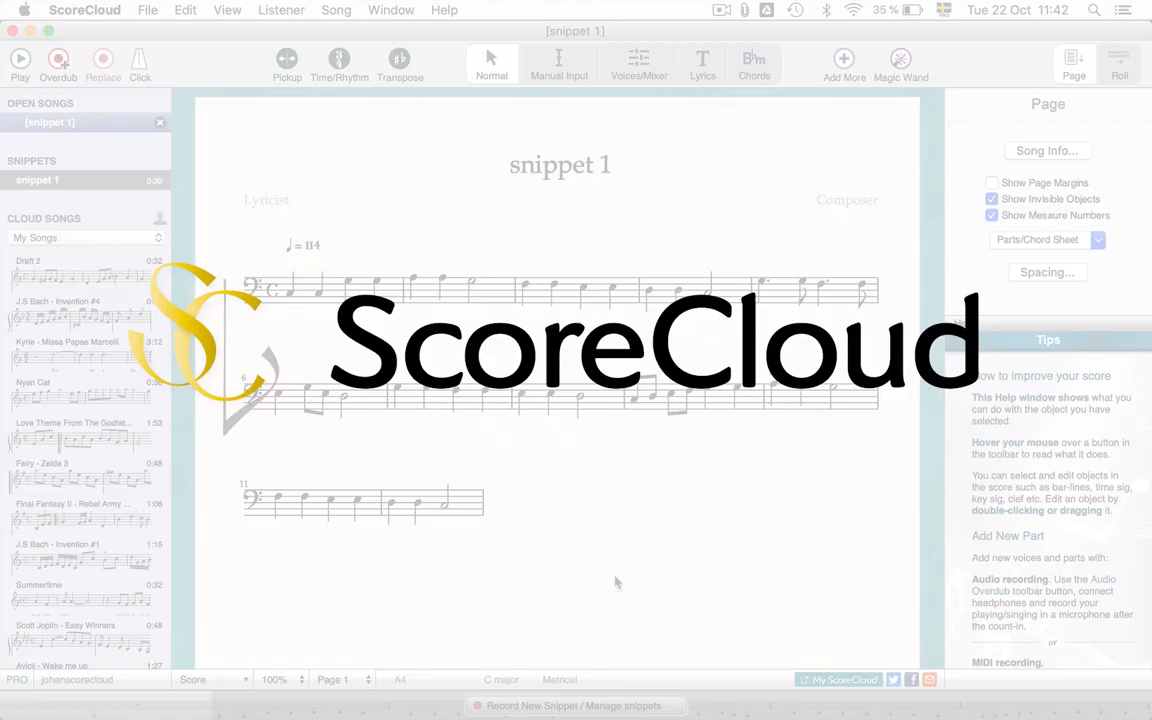 ScoreCloud File Edit View Listener Song Window Help 35 % Tue 22 Oct 11:42
[snippet 1]
Play Overdub Replace Click Pickup Time/Rhythm Transpose Normal Manual Input Voices/Mixer Lyrics Chords Add More Magic Wand Page Roll
OPEN SONGS
[snippet 1]
SNIPPETS
snippet 1 0:30
CLOUD SONGS
My Songs
Draft 2 0:32
J.S Bach - Invention #4
Kyrie - Missa Papae Marcelli 3:12
Nyan Cat
Love Theme From The Godfat... 1:53
Fairy - Zelda 3 0:48
Final Fantasy II - Rebel Army ... 1:06
J.S Bach - Invention #1 1:15
Summertime 0:32
Scott Joplin - Easy Winners 0:48
Avicii - Wake me up 1:27
snippet 1
Lyricist Composer
= 114
6
11
ScoreCloud
Page
Song Info...
Show Page Margins
Show Invisible Objects
Show Mesaure Numbers
Parts/Chord Sheet
Spacing...
Tips
How to improve your score
This Help window shows what you
can do with the object you have
selected.
Hover your mouse over a button in
the toolbar to read what it does.
You can select and edit objects in
the score such as bar-lines, time sig,
key sig, clef etc. Edit an object by
double-clicking or dragging it.
Add New Part
Add new voices and parts with:
Audio recording. Use the Audio
Overdub toolbar button, connect
headphones and record your
playing/singing in a microphone after
the count-in.
or
MIDI recording,
PRO johanscorecloud Score 100% Page 1 A4 C major Metrical My ScoreCloud
Record New Snippet / Manage snippets